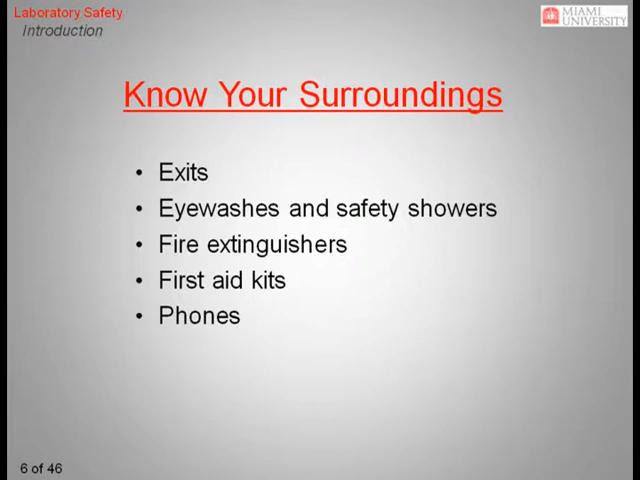 Laboratory Safety
Introduction
MIAMI
UNIVERSITY
Know Your Surroundings
• Exits
• Eyewashes and safety showers
• Fire extinguishers
• First aid kits
• Phones
6 of 46